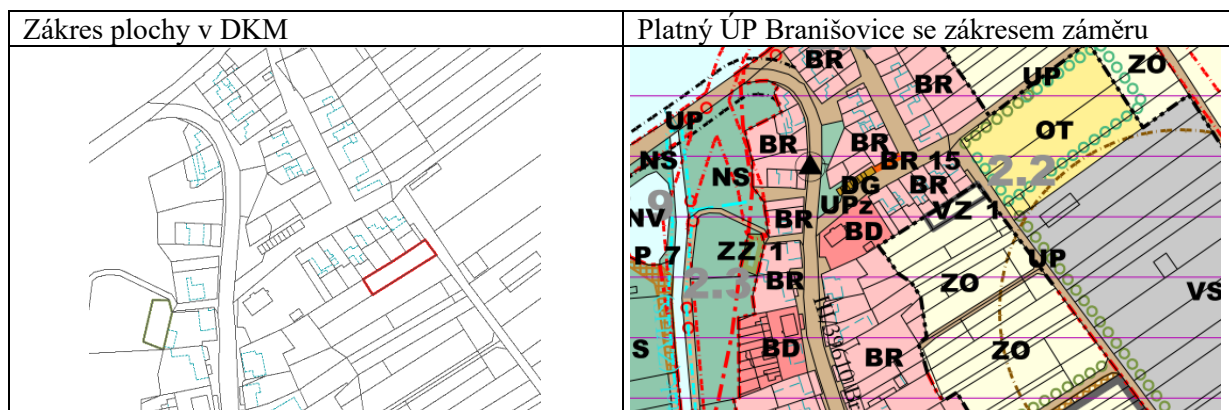 Zákres plochy v DKM
Platný ÚP Branišovice se zákresem záměru
BR
BR
UP
ZO
UP
OT
NS
BR
BR
BR 15
2.2
NS
DG
BR
9
UPz
VZ 1
NV
BR
BD
P 7
ZZ 1
UP
2.3
BR
ZO
VS
S
BD
BR
ZO